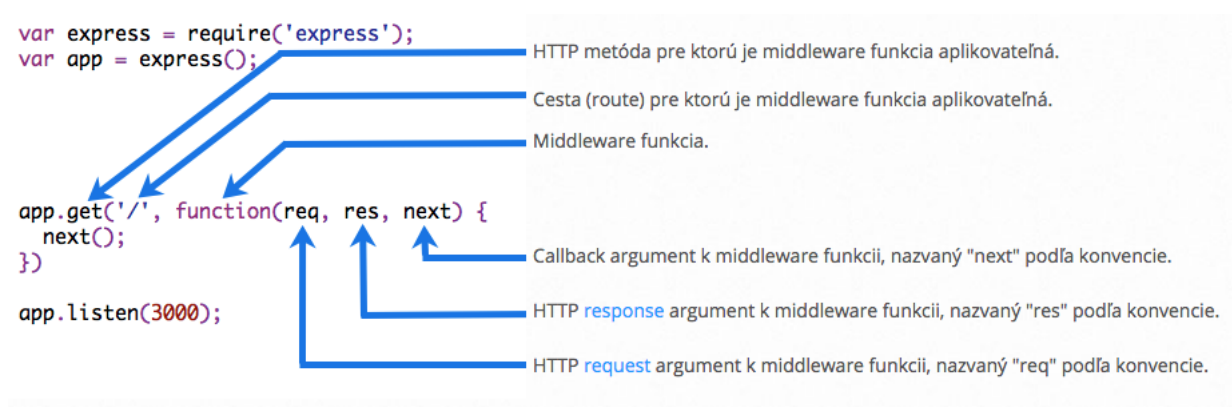 var express = require('express');
var app = express();
HTTP metóda pre ktorú je middleware funkcia aplikovateľná.
Cesta (route) pre ktorú je middleware funkcia aplikovateľná.
Middleware funkcia.
app.get('/', function(req, res, next) {
next();
})
app.listen(3000);
Callback argument k middleware funkcii, nazvaný "next" podľa konvencie.
HTTP response argument k middleware funkcii, nazvaný "res" podľa konvencie.
HTTP request argument k middleware funkcii, nazvaný "req" podľa konvencie.